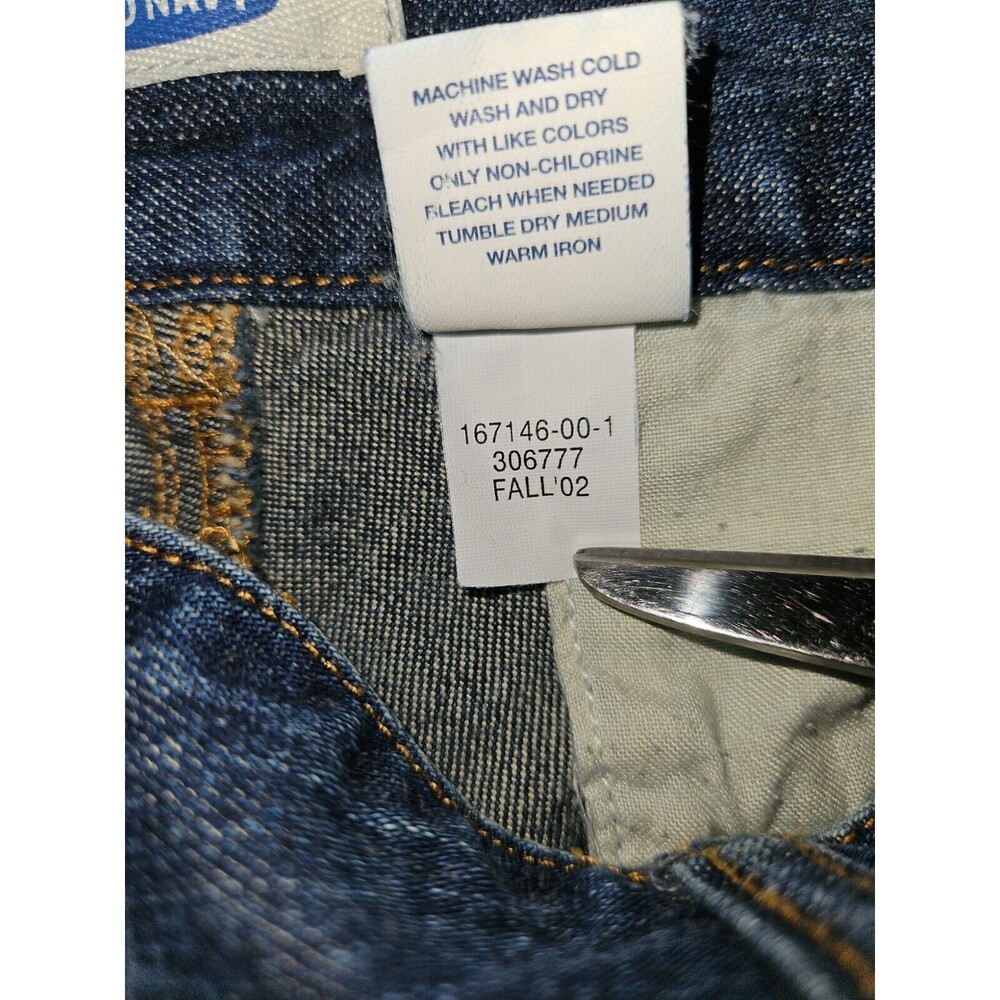 D NAVY
MACHINE WASH COLD
WASH AND DRY
WITH LIKE COLORS
ONLY NON-CHLORINE
BLEACH WHEN NEEDED
TUMBLE DRY MEDIUM
WARM IRON
167146-00-1
306777
FALL'02